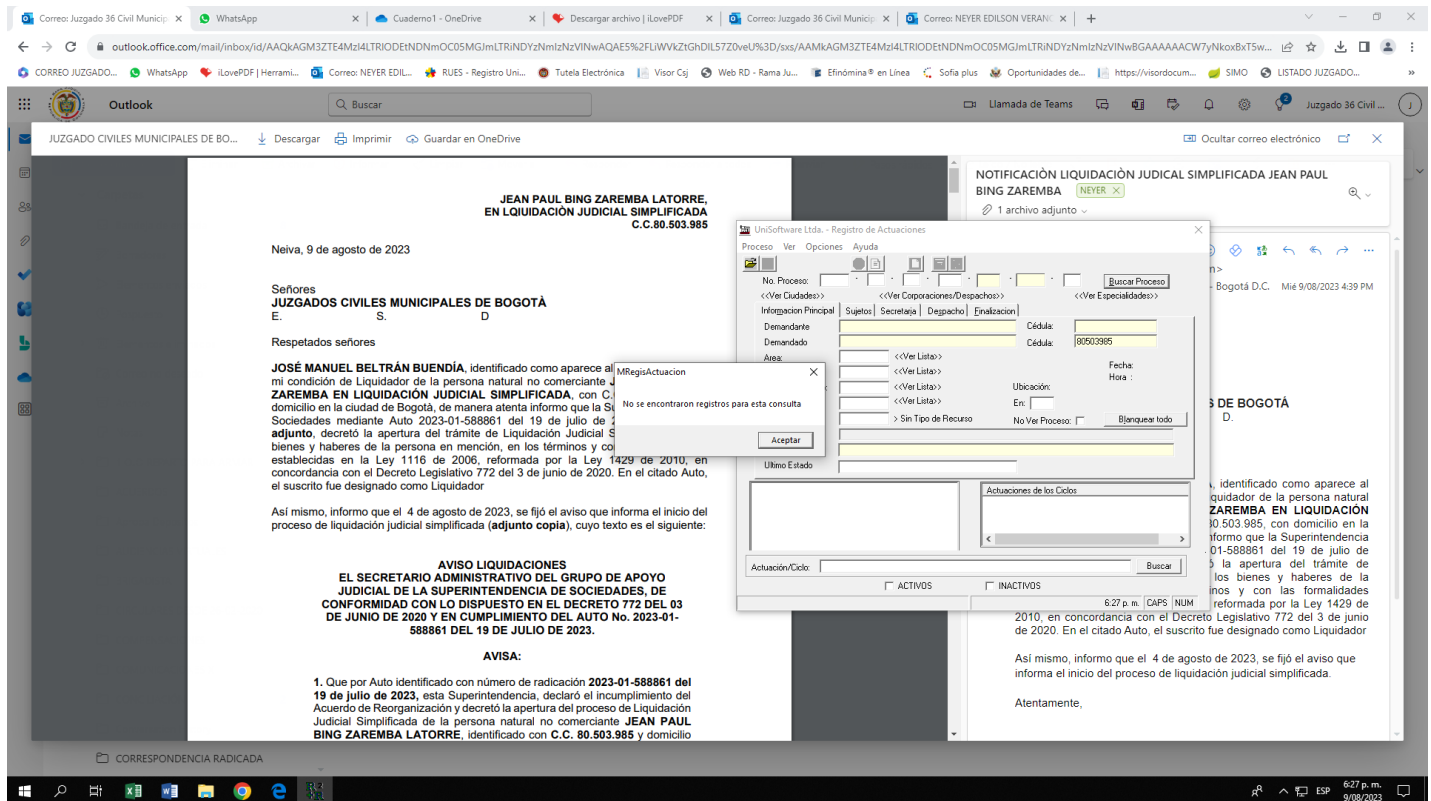 Correo: Juzgado 36 Civil Municip
WhatsApp
Cuaderno1 - OneDrive
Descargar archivo | iLovePDF
Correo: Juzgado 36 Civil Municip
Correo: NEYER EDILSON VERANO
CORREO JUZGADO...
WhatsApp
iLovePDF | Herrami...
Correo: NEYER EDIL...
RUES - Registro Uni...
Tutela Electrónica
Visor Csj
Web RD - Rama Ju...
Efinómina® en Línea
Sofia plus
Oportunidades de...
https://visordocum...
SIMO
LISTADO JUZGADO...
»
Outlook
Buscar
Llamada de Teams
2
Juzgado 36 Civil ...
J
JUZGADO CIVILES MUNICIPALES DE BO...
Descargar
Imprimir
Guardar en OneDrive
Ocultar correo electrónico
JEAN PAUL BING ZAREMBA LATORRE,
EN LQUIDACIÒN JUDICIAL SIMPLIFICADA
C.C.80.503.985
Neiva, 9 de agosto de 2023
Señores
JUZGADOS CIVILES MUNICIPALES DE BOGOTÀ
E. S. D
Respetados señores
JOSÉ MANUEL BELTRÁN BUENDÍA, identificado como aparece al
mi condición de Liquidador de la persona natural no comerciante
ZAREMBA EN LIQUIDACIÓN JUDICIAL SIMPLIFICADA, con C.
domicilio en la ciudad de Bogotá, de manera atenta informo que la Su
Sociedades mediante Auto 2023-01-588861 del 19 de julio de
adjunto, decretó la apertura del trámite de Liquidación Judicial S
bienes y haberes de la persona en mención, en los términos y co
establecidas en la Ley 1116 de 2006, reformada por la Ley 1429 de 2010, en
concordancia con el Decreto Legislativo 772 del 3 de junio de 2020. En el citado Auto,
el suscrito fue designado como Liquidador
Así mismo, informo que el 4 de agosto de 2023, se fijó el aviso que informa el inicio del
proceso de liquidación judicial simplificada (adjunto copia), cuyo texto es el siguiente:
AVISO LIQUIDACIONES
EL SECRETARIO ADMINISTRATIVO DEL GRUPO DE APOYO
JUDICIAL DE LA SUPERINTENDENCIA DE SOCIEDADES, DE
CONFORMIDAD CON LO DISPUESTO EN EL DECRETO 772 DEL 03
DE JUNIO DE 2020 Y EN CUMPLIMIENTO DEL AUTO No. 2023-01-
588861 DEL 19 DE JULIO DE 2023.
AVISA:
1. Que por Auto identificado con número de radicación 2023-01-588861 del
19 de julio de 2023, esta Superintendencia, declaró el incumplimiento del
Acuerdo de Reorganización y decretó la apertura del proceso de Liquidación
Judicial Simplificada de la persona natural no comerciante JEAN PAUL
BING ZAREMBA LATORRE, identificado con C.C. 80.503.985 y domicilio
NOTIFICACIÒN LIQUIDACIÒN JUDICAL SIMPLIFICADA JEAN PAUL
BING ZAREMBA NEYER
1 archivo adjunto
UniSoftware Ltda. - Registro de Actuaciones
Proceso Ver Opciones Ayuda
No. Proceso: Buscar Proceso
<<Ver Ciudades>> <<Ver Corporaciones/Despachos>> <<Ver Especialidades>>
Informacion Principal Sujetos Secretaria Despacho Finalizacion
Demandante Cédula:
Demandado Cédula: 80503985
Area: <<Ver Lista>>
<<Ver Lista>> Fecha:
Hora :
<<Ver Lista>> Ubicación:
<<Ver Lista>> En:
> Sin Tipo de Recurso No Ver Proceso: Blanquear todo
Ultimo Estado
Actuaciones de los Ciclos
Actuación/Ciclo: Buscar
ACTIVOS INACTIVOS
6:27 p. m. CAPS NUM
MRegisActuacion
No se encontraron registros para esta consulta
Aceptar
n>
- Bogotá D.C. Mié 9/08/2023 4:39 PM
S DE BOGOTÁ
D.
, identificado como aparece al
quidador de la persona natural
ZAREMBA EN LIQUIDACIÓN
80.503.985, con domicilio en la
nformo que la Superintendencia
-01-588861 del 19 de julio de
ó la apertura del trámite de
los bienes y haberes de la
inos y con las formalidades
reformada por la Ley 1429 de
2010, en concordancia con el Decreto Legislativo 772 del 3 de junio
de 2020. En el citado Auto, el suscrito fue designado como Liquidador
Así mismo, informo que el 4 de agosto de 2023, se fijó el aviso que
informa el inicio del proceso de liquidación judicial simplificada.
Atentamente,
CORRESPONDENCIA RADICADA
ESP
6:27 p. m.
9/08/2023